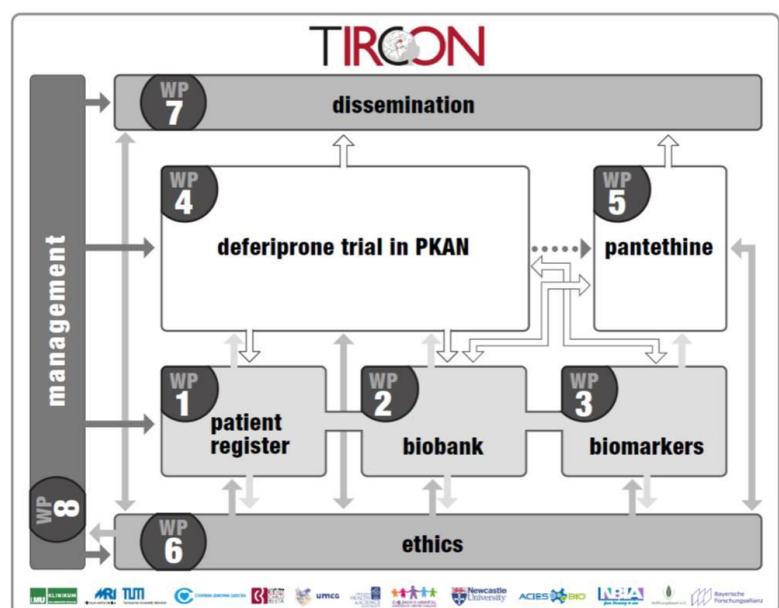 TIRCON
WP
7
dissemination
WP
4
deferiprone trial in PKAN
WP
5
pantethine
management
WP
1
patient
register
WP
2
biobank
WP
3
biomarkers
WP
8
WP
6
ethics
LMU KLINIKUM
MRI TUM
umcg
Newcastle
University
ACIES BIO
NBIA
Bayerische
Forschungsallianz